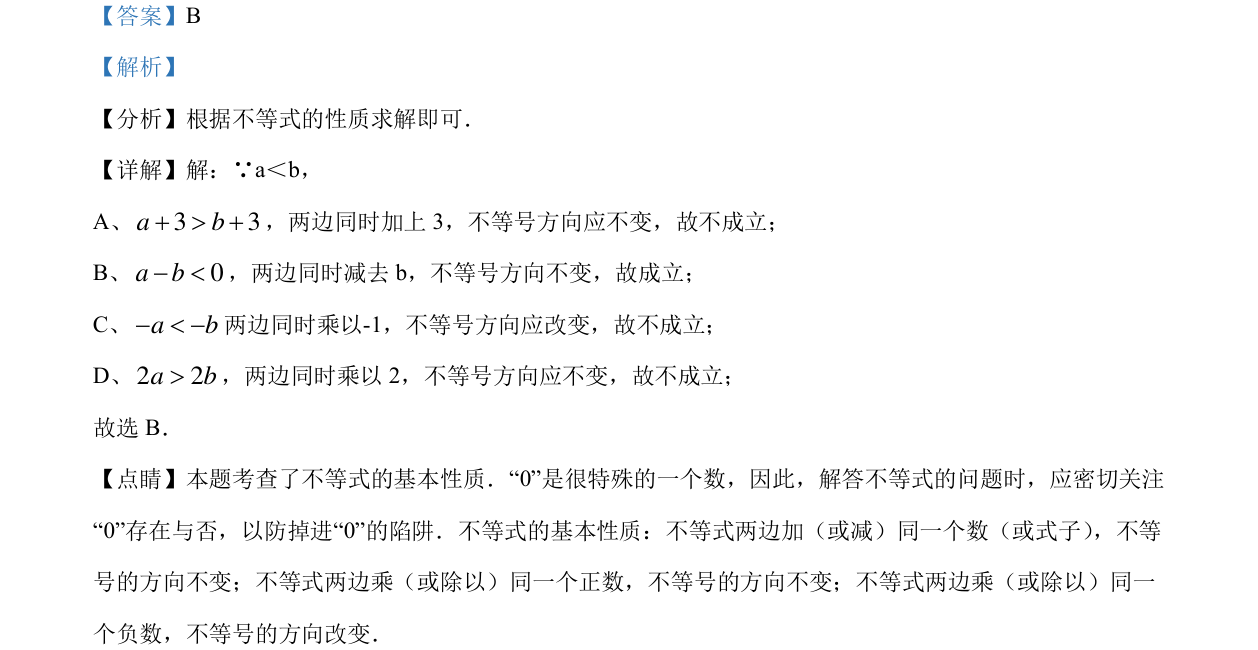 【答案】B
【解析】
【分析】根据不等式的性质求解即可．
【详解】解：∵a＜b，
A、a+3>b+3，两边同时加上 3，不等号方向应不变，故不成立；
B、a−b<0，两边同时减去 b，不等号方向不变，故成立；
C、−a<−b 两边同时乘以-1，不等号方向应改变，故不成立；
D、2a>2b，两边同时乘以 2，不等号方向应不变，故不成立；
故选 B．
【点睛】本题考查了不等式的基本性质．“0”是很特殊的一个数，因此，解答不等式的问题时，应密切关注
“0”存在与否，以防掉进“0”的陷阱．不等式的基本性质：不等式两边加（或减）同一个数（或式子），不等
号的方向不变；不等式两边乘（或除以）同一个正数，不等号的方向不变；不等式两边乘（或除以）同一
个负数，不等号的方向改变．